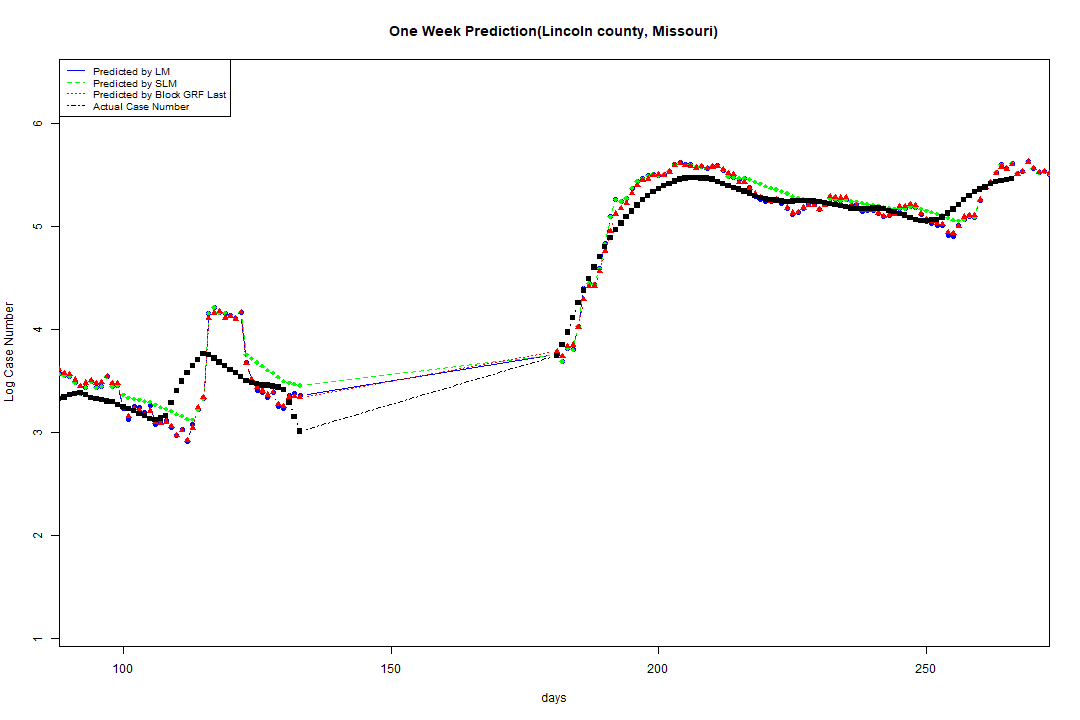 One Week Prediction(Lincoln county, Missouri)
Predicted by LM
Predicted by SLM
Predicted by Block GRF Last
Actual Case Number
6
5
4
3
2
1
Log Case Number
100
150
200
250
days